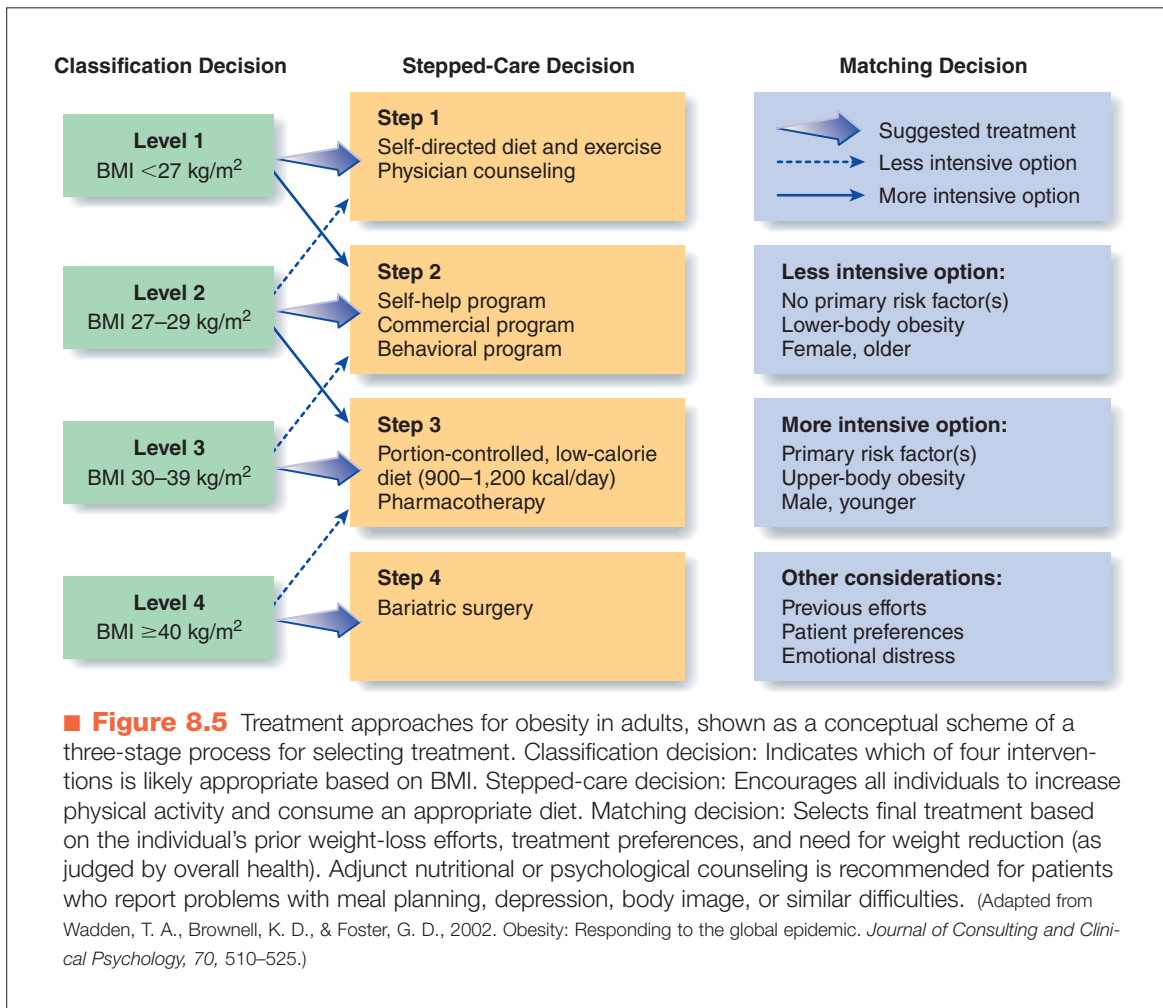 Classification Decision
Stepped-Care Decision
Matching Decision
Level 1
BMI <27 kg/m²
Level 2
BMI 27–29 kg/m²
Level 3
BMI 30–39 kg/m²
Level 4
BMI ≥40 kg/m²
Step 1
Self-directed diet and exercise
Physician counseling
Step 2
Self-help program
Commercial program
Behavioral program
Step 3
Portion-controlled, low-calorie
diet (900–1,200 kcal/day)
Pharmacotherapy
Step 4
Bariatric surgery
Suggested treatment
Less intensive option
More intensive option
Less intensive option:
No primary risk factor(s)
Lower-body obesity
Female, older
More intensive option:
Primary risk factor(s)
Upper-body obesity
Male, younger
Other considerations:
Previous efforts
Patient preferences
Emotional distress
■ Figure 8.5 Treatment approaches for obesity in adults, shown as a conceptual scheme of a
three-stage process for selecting treatment. Classification decision: Indicates which of four interven-
tions is likely appropriate based on BMI. Stepped-care decision: Encourages all individuals to increase
physical activity and consume an appropriate diet. Matching decision: Selects final treatment based
on the individual's prior weight-loss efforts, treatment preferences, and need for weight reduction (as
judged by overall health). Adjunct nutritional or psychological counseling is recommended for patients
who report problems with meal planning, depression, body image, or similar difficulties. (Adapted from
Wadden, T. A., Brownell, K. D., & Foster, G. D., 2002. Obesity: Responding to the global epidemic. Journal of Consulting and Clini-
cal Psychology, 70, 510–525.)